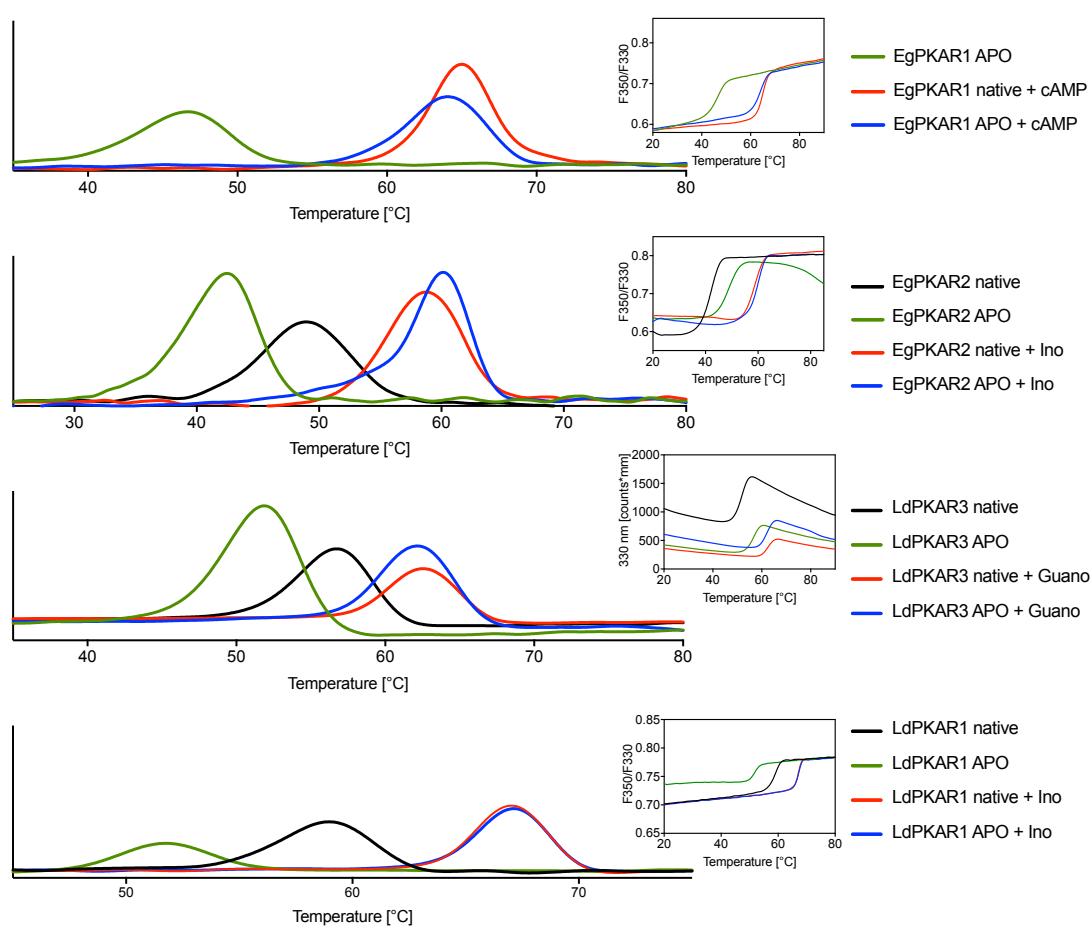 0.8
0.7
0.6
F350/F330
20 40 60 80
Temperature [°C]
EgPKAR1 APO
EgPKAR1 native + cAMP
EgPKAR1 APO + cAMP
40 50 60 70 80
Temperature [°C]
0.8
0.7
0.6
F350/F330
20 40 60 80
Temperature [°C]
EgPKAR2 native
EgPKAR2 APO
EgPKAR2 native + Ino
EgPKAR2 APO + Ino
30 40 50 60 70 80
Temperature [°C]
2000
1500
1000
500
0
330 nm [counts*mm]
20 40 60 80
Temperature [°C]
LdPKAR3 native
LdPKAR3 APO
LdPKAR3 native + Guano
LdPKAR3 APO + Guano
40 50 60 70 80
Temperature [°C]
0.85
0.80
0.75
0.70
0.65
F350/F330
20 40 60 80
Temperature [°C]
LdPKAR1 native
LdPKAR1 APO
LdPKAR1 native + Ino
LdPKAR1 APO + Ino
50 60 70
Temperature [°C]